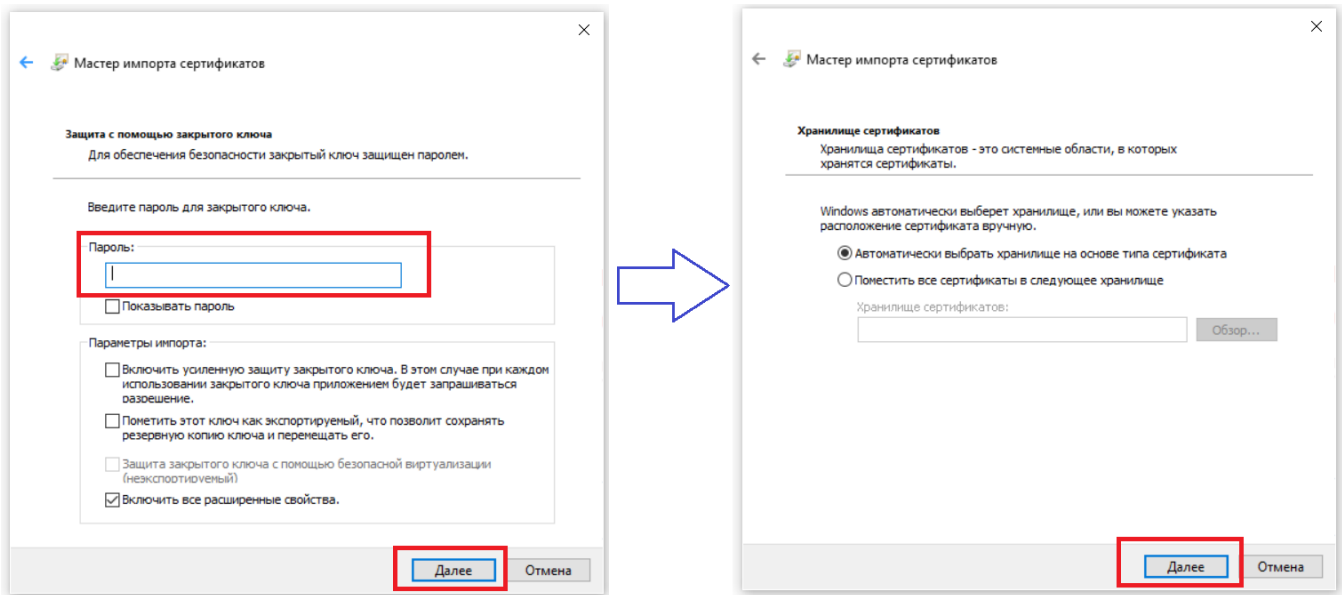 Мастер импорта сертификатов
Защита с помощью закрытого ключа
Для обеспечения безопасности закрытый ключ защищен паролем.
Введите пароль для закрытого ключа.
Пароль:
Показывать пароль
Параметры импорта:
Включить усиленную защиту закрытого ключа. В этом случае при каждом
использовании закрытого ключа приложением будет запрашиваться
разрешение.
Пометить этот ключ как экспортируемый, что позволит сохранять
резервную копию ключа и перемещать его.
Защита закрытого ключа с помощью безопасной виртуализации
(неэкспортируемый)
Включить все расширенные свойства.
Далее
Отмена
Мастер импорта сертификатов
Хранилище сертификатов
Хранилища сертификатов - это системные области, в которых
хранятся сертификаты.
Windows автоматически выберет хранилище, или вы можете указать
расположение сертификата вручную.
Автоматически выбрать хранилище на основе типа сертификата
Поместить все сертификаты в следующее хранилище
Хранилище сертификатов:
Обзор...
Далее
Отмена